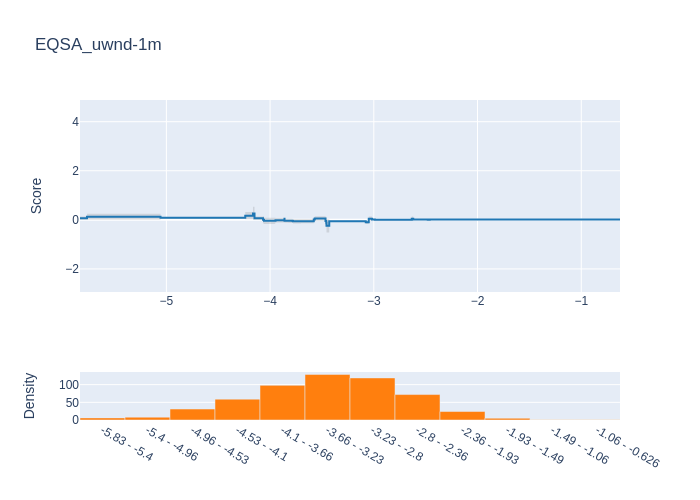 EQSA_uwnd-1m
Score
4
2
0
−2
−5
−4
−3
−2
−1
Density
100
50
0
-5.83 - -5.4
-5.4 - -4.96
-4.96 - -4.53
-4.53 - -4.1
-4.1 - -3.66
-3.66 - -3.23
-3.23 - -2.8
-2.8 - -2.36
-2.36 - -1.93
-1.93 - -1.49
-1.49 - -1.06
-1.06 - -0.626